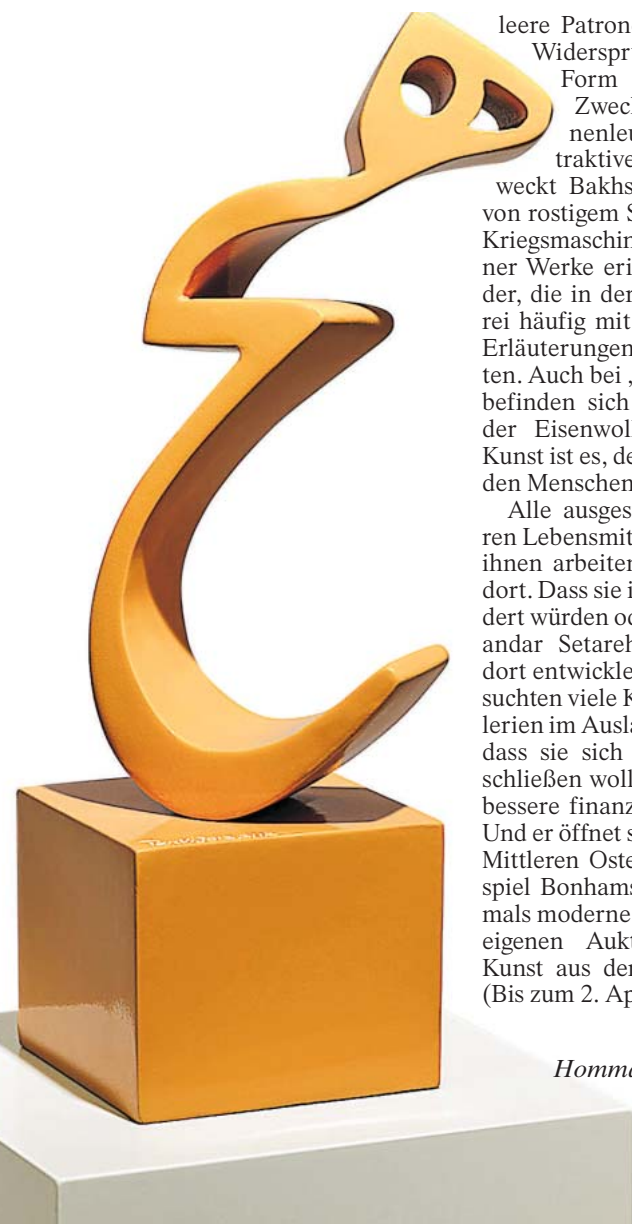 leere Patron
Widerspr
Form
Zweck
nenleu
traktive
weckt Bakhs
von rostigem S
Kriegsmaschin
ner Werke eri
der, die in der
rei häufig mit
Erläuterungen
ten. Auch bei ,
befinden sich
der Eisenwoll
Kunst ist es, de
den Menschen
Alle ausges
ren Lebensmit
ihnen arbeiten
dort. Dass sie i
dert würden od
andar Setareh
dort entwickle
suchten viele K
lerien im Ausla
dass sie sich
schließen woll
bessere finanz
Und er öffnet s
Mittleren Oste
spiel Bonhams
mals moderne
eigenen Aukt
Kunst aus der
(Bis zum 2. Ap
Homma